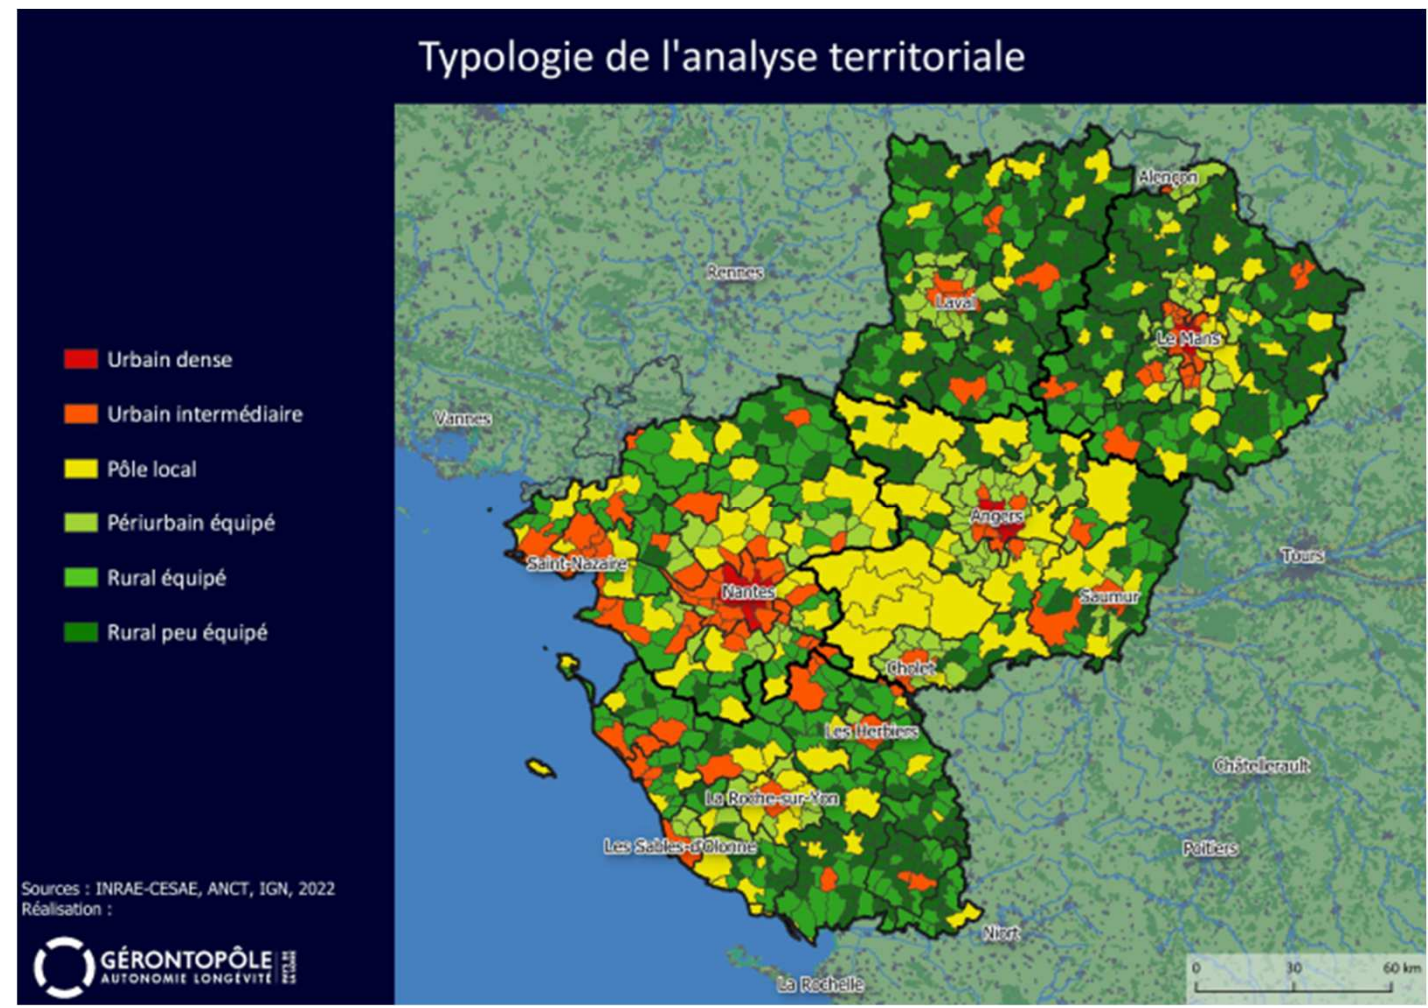 Typologie de l'analyse territoriale
Alençon
Rennes
Laval
Le Mans
Vannes
Angers
Saint-Nazaire
Tours
Nantes
Saumur
Cholet
Les Herbiers
Châtellerault
La Roche-sur-Yon
Les Sables-d'Olonne
Poitiers
Niort
La Rochelle
Urbain dense
Urbain intermédiaire
Pôle local
Périurbain équipé
Rural équipé
Rural peu équipé
Sources : INRAE-CESAE, ANCT, IGN, 2022
Réalisation :
GÉRONTOPÔLE
AUTONOMIE LONGÉVITÉ
0 30 60 km